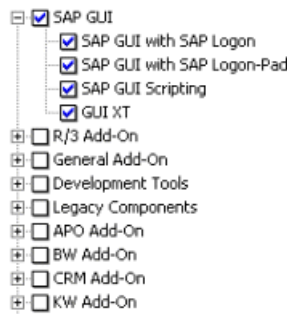 SAP GUI
SAP GUI with SAP Logon
SAP GUI with SAP Logon-Pad
SAP GUI Scripting
GUI XT
R/3 Add-On
General Add-On
Development Tools
Legacy Components
APO Add-On
BW Add-On
CRM Add-On
KW Add-On